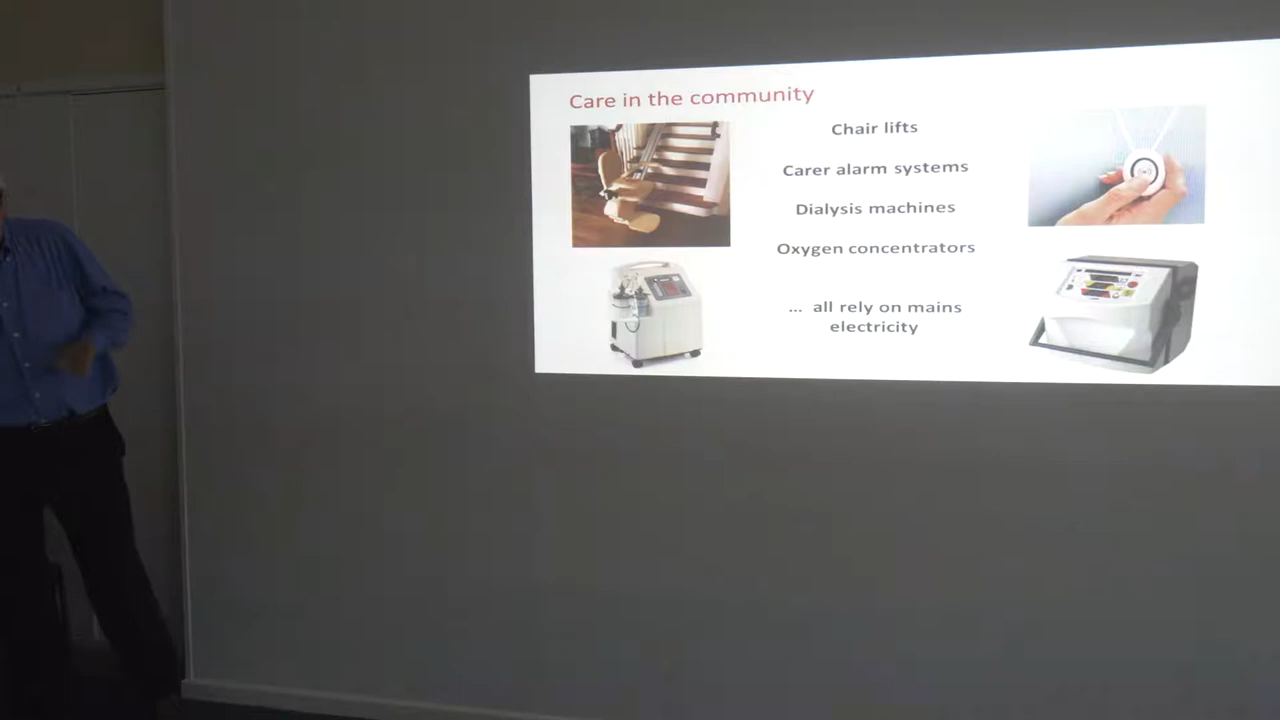 Care in the community
Chair lifts
Carer alarm systems
Dialysis machines
Oxygen concentrators
... all rely on mains
electricity